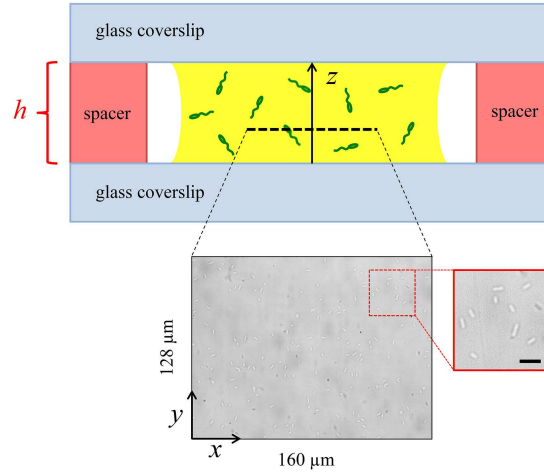 glass coverslip
h
spacer
z
spacer
glass coverslip
128 µm
y
x
160 µm